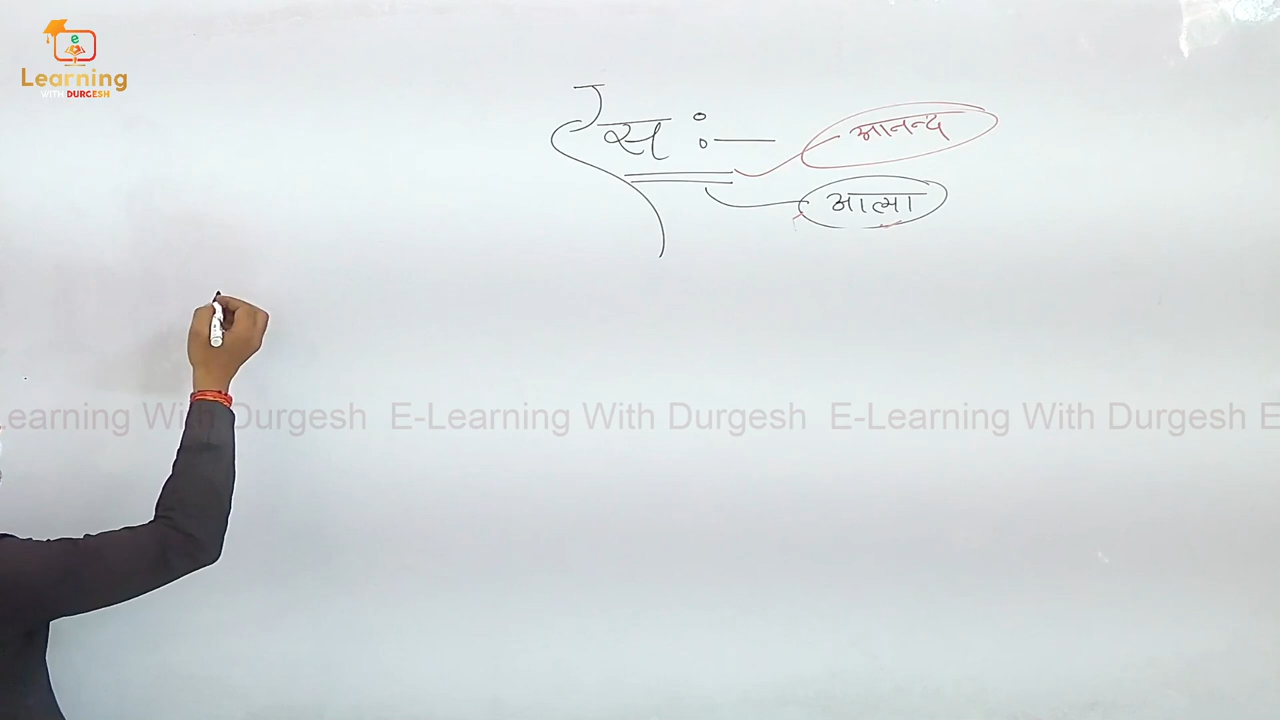 e
Learning
WITH DURGESH
रस :—
आनन्द
आत्मा
Learning With Durgesh E-Learning With Durgesh E-Learning With Durgesh E